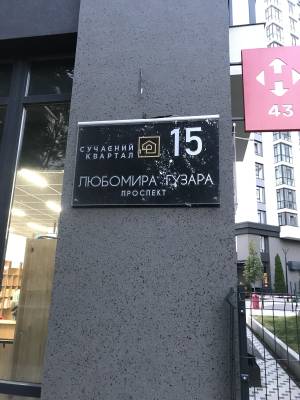 СУЧАСНИЙ
КВАРТАЛ
15
ЛЮБОМИРА ГУЗАРА
ПРОСПЕКТ
43